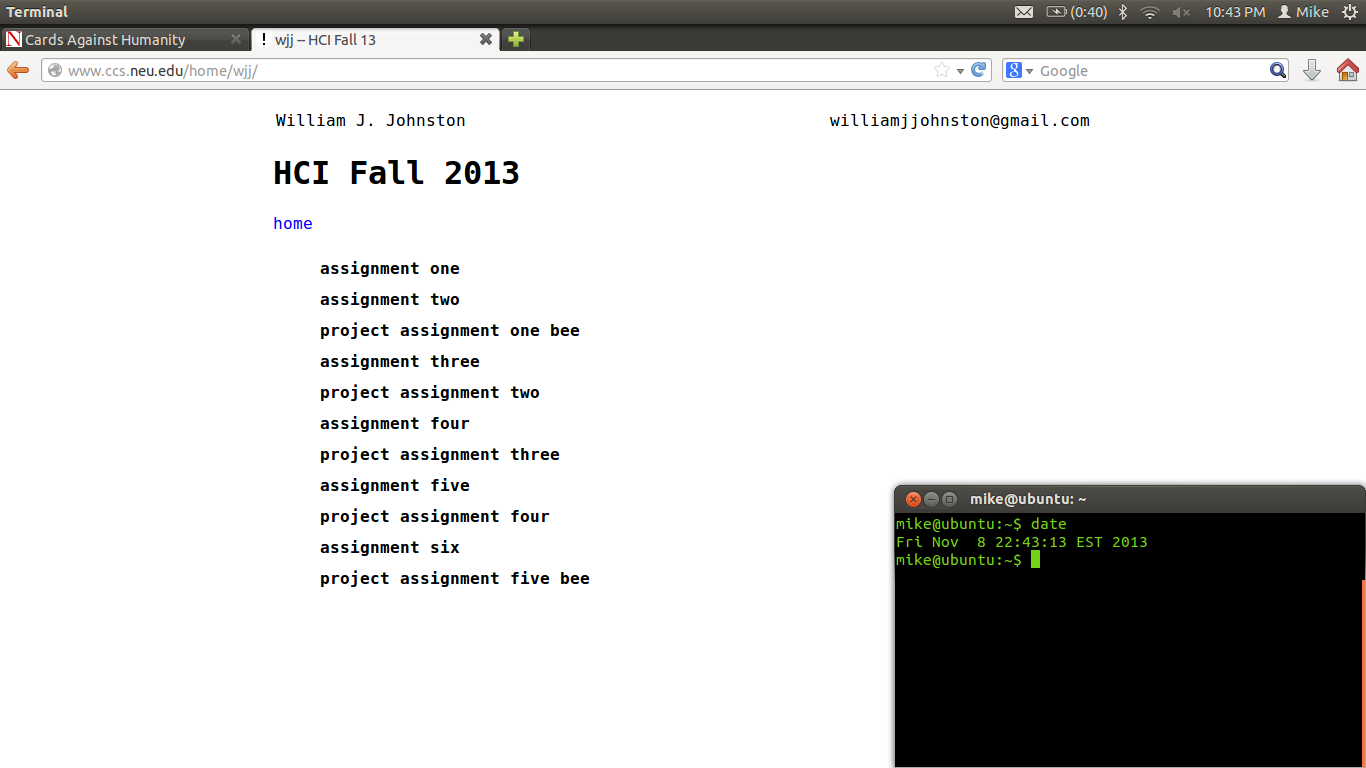 Terminal
(0:40)
10:43 PM
Mike
Cards Against Humanity
! wjj -- HCI Fall 13
www.ccs.neu.edu/home/wjj/
Google
William J. Johnston
williamjjohnston@gmail.com
HCI Fall 2013
home
assignment one
assignment two
project assignment one bee
assignment three
project assignment two
assignment four
project assignment three
assignment five
project assignment four
assignment six
project assignment five bee
mike@ubuntu: ~
mike@ubuntu:~$ date
Fri Nov  8 22:43:13 EST 2013
mike@ubuntu:~$